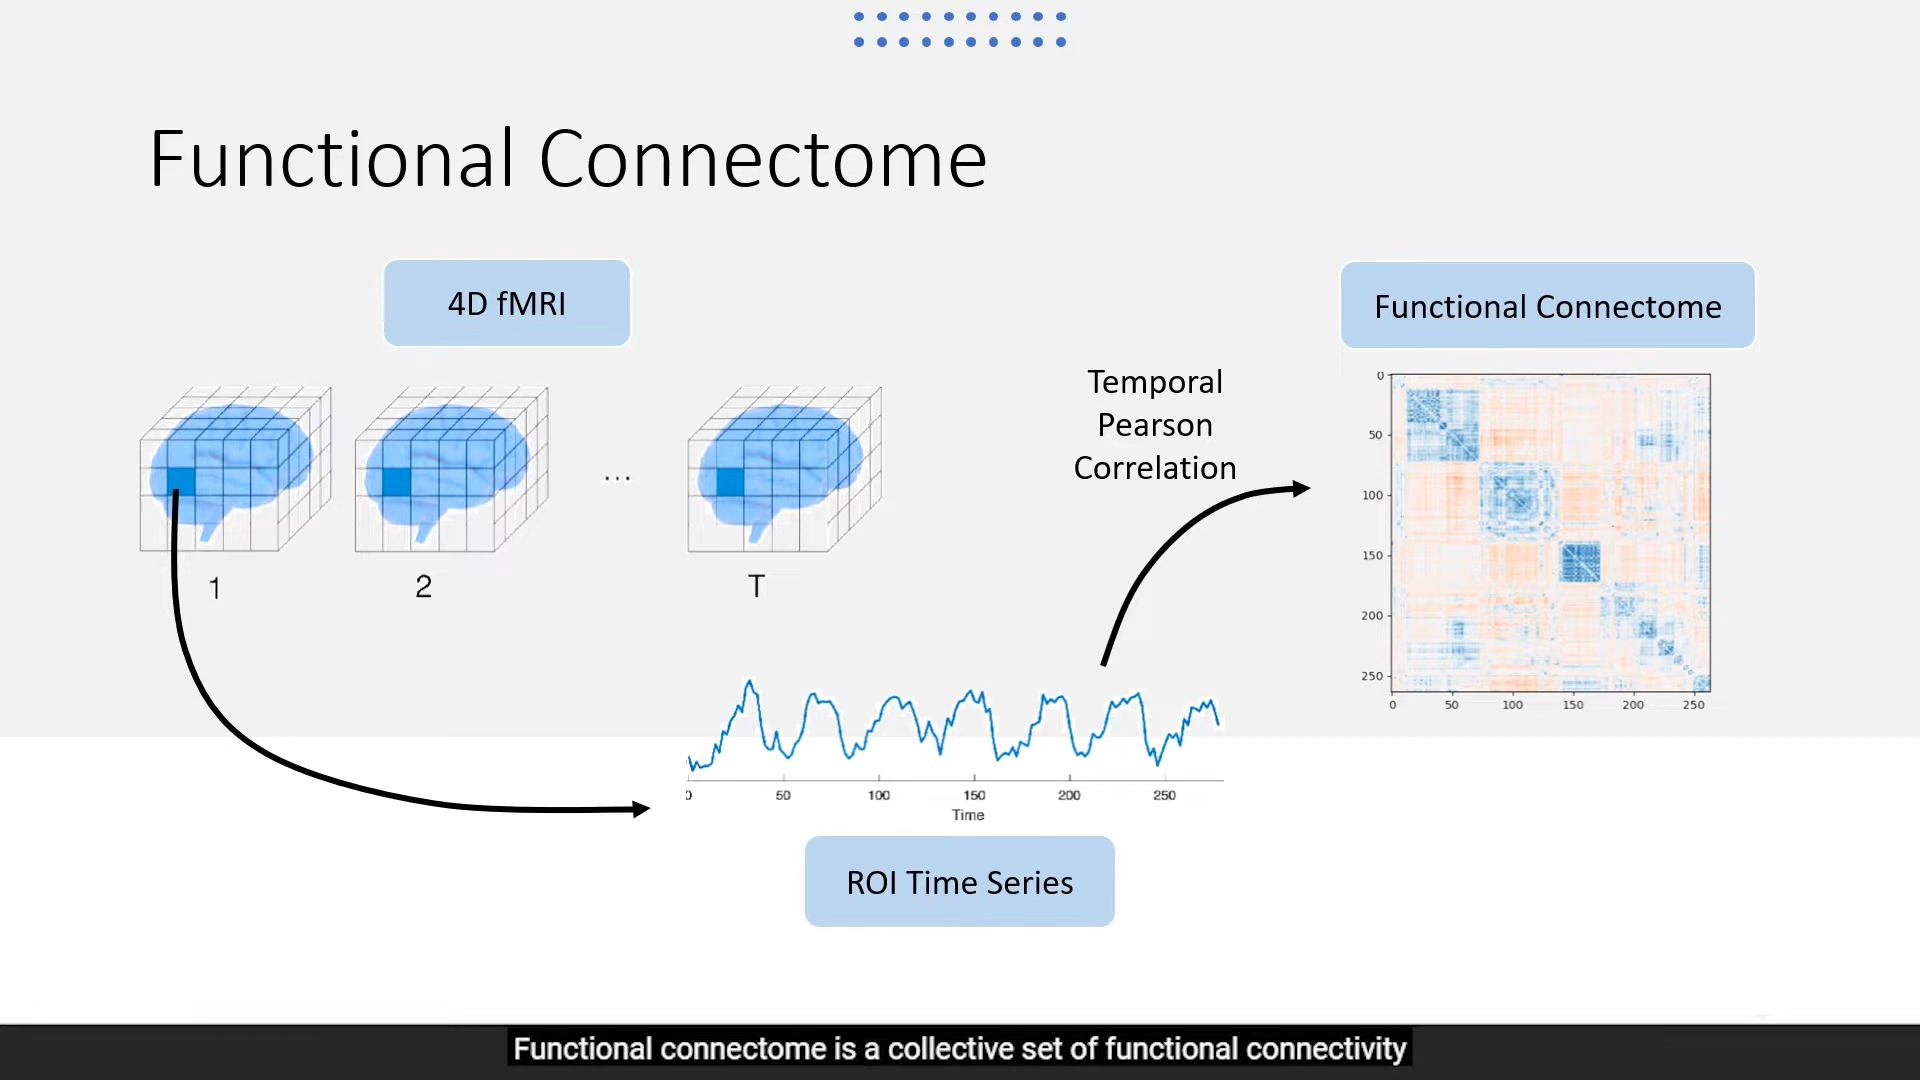 Functional Connectome
4D fMRI
Functional Connectome
Temporal
Pearson
Correlation
1
2
...
T
0
50
100
150
200
250
0
50
100
150
200
250
0
50
100
150
200
250
Time
ROI Time Series
Functional connectome is a collective set of functional connectivity